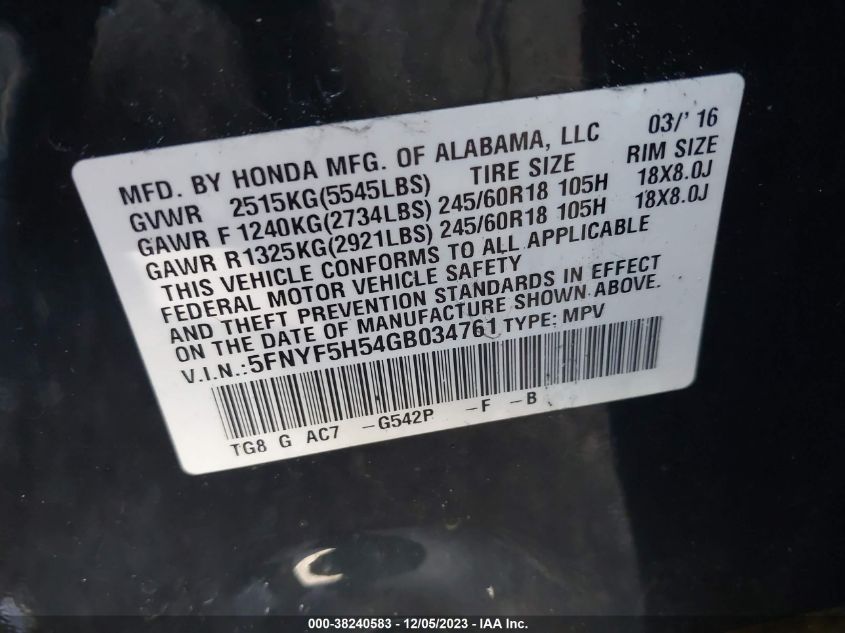 MFD. BY HONDA MFG. OF ALABAMA, LLC 03/' 16
GVWR 2515KG(5545LBS) TIRE SIZE RIM SIZE
GAWR F 1240KG(2734LBS) 245/60R18 105H 18X8.0J
GAWR R 1325KG(2921LBS) 245/60R18 105H 18X8.0J
THIS VEHICLE CONFORMS TO ALL APPLICABLE
FEDERAL MOTOR VEHICLE SAFETY
AND THEFT PREVENTION STANDARDS IN EFFECT
ON THE DATE OF MANUFACTURE SHOWN ABOVE.
V.I.N.:5FNYF5H54GB034761 TYPE: MPV
TG8 G AC7 -G542P -F -B
000-38240583 - 12/05/2023 - IAA Inc.